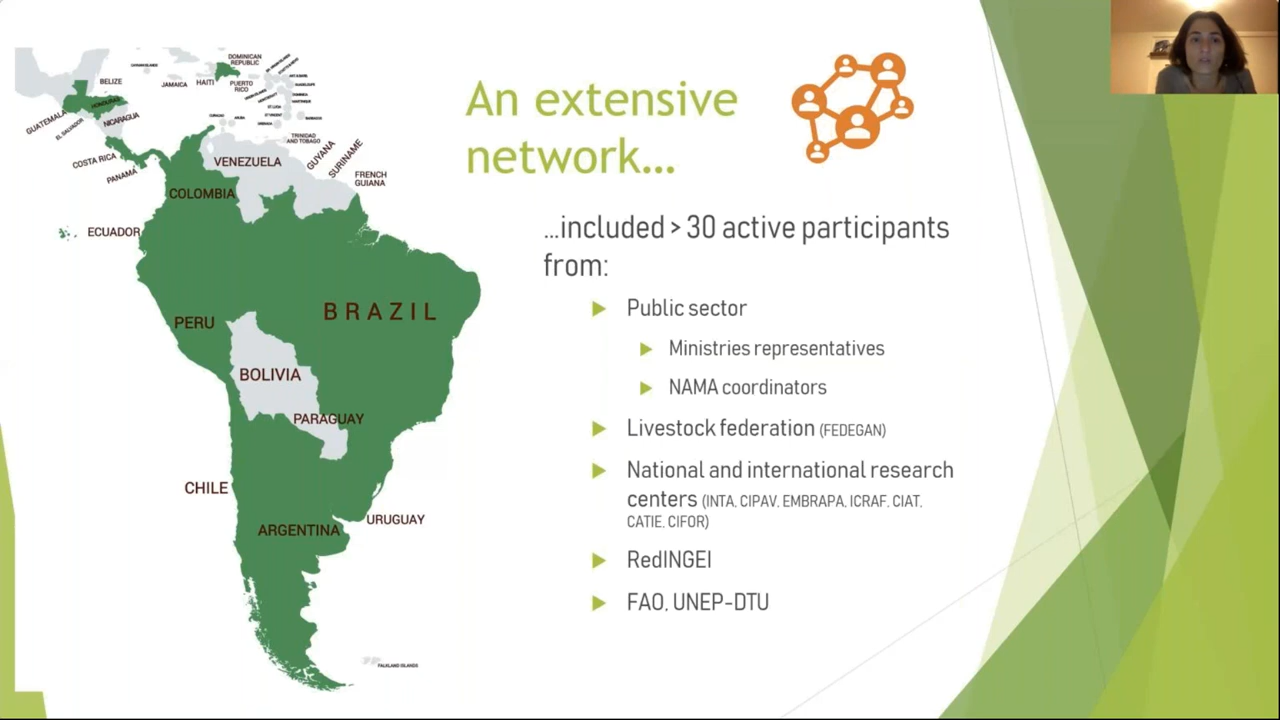 An extensive
network...
...included > 30 active participants
from:
Public sector
Ministries representatives
NAMA coordinators
Livestock federation (FEDEGAN)
National and international research
centers (INTA, CIPAV, EMBRAPA, ICRAF, CIAT,
CATIE, CIFOR)
RedINGEI
FAO, UNEP-DTU
DOMINICAN
REPUBLIC
BELIZE
JAMAICA
HAITI
PUERTO
RICO
HONDURAS
GUATEMALA
EL SALVADOR
NICARAGUA
COSTA RICA
PANAMA
TRINIDAD
AND TOBAGO
VENEZUELA
GUYANA
SURINAME
FRENCH
GUIANA
COLOMBIA
ECUADOR
BRAZIL
PERU
BOLIVIA
PARAGUAY
CHILE
URUGUAY
ARGENTINA
FALKLAND ISLANDS